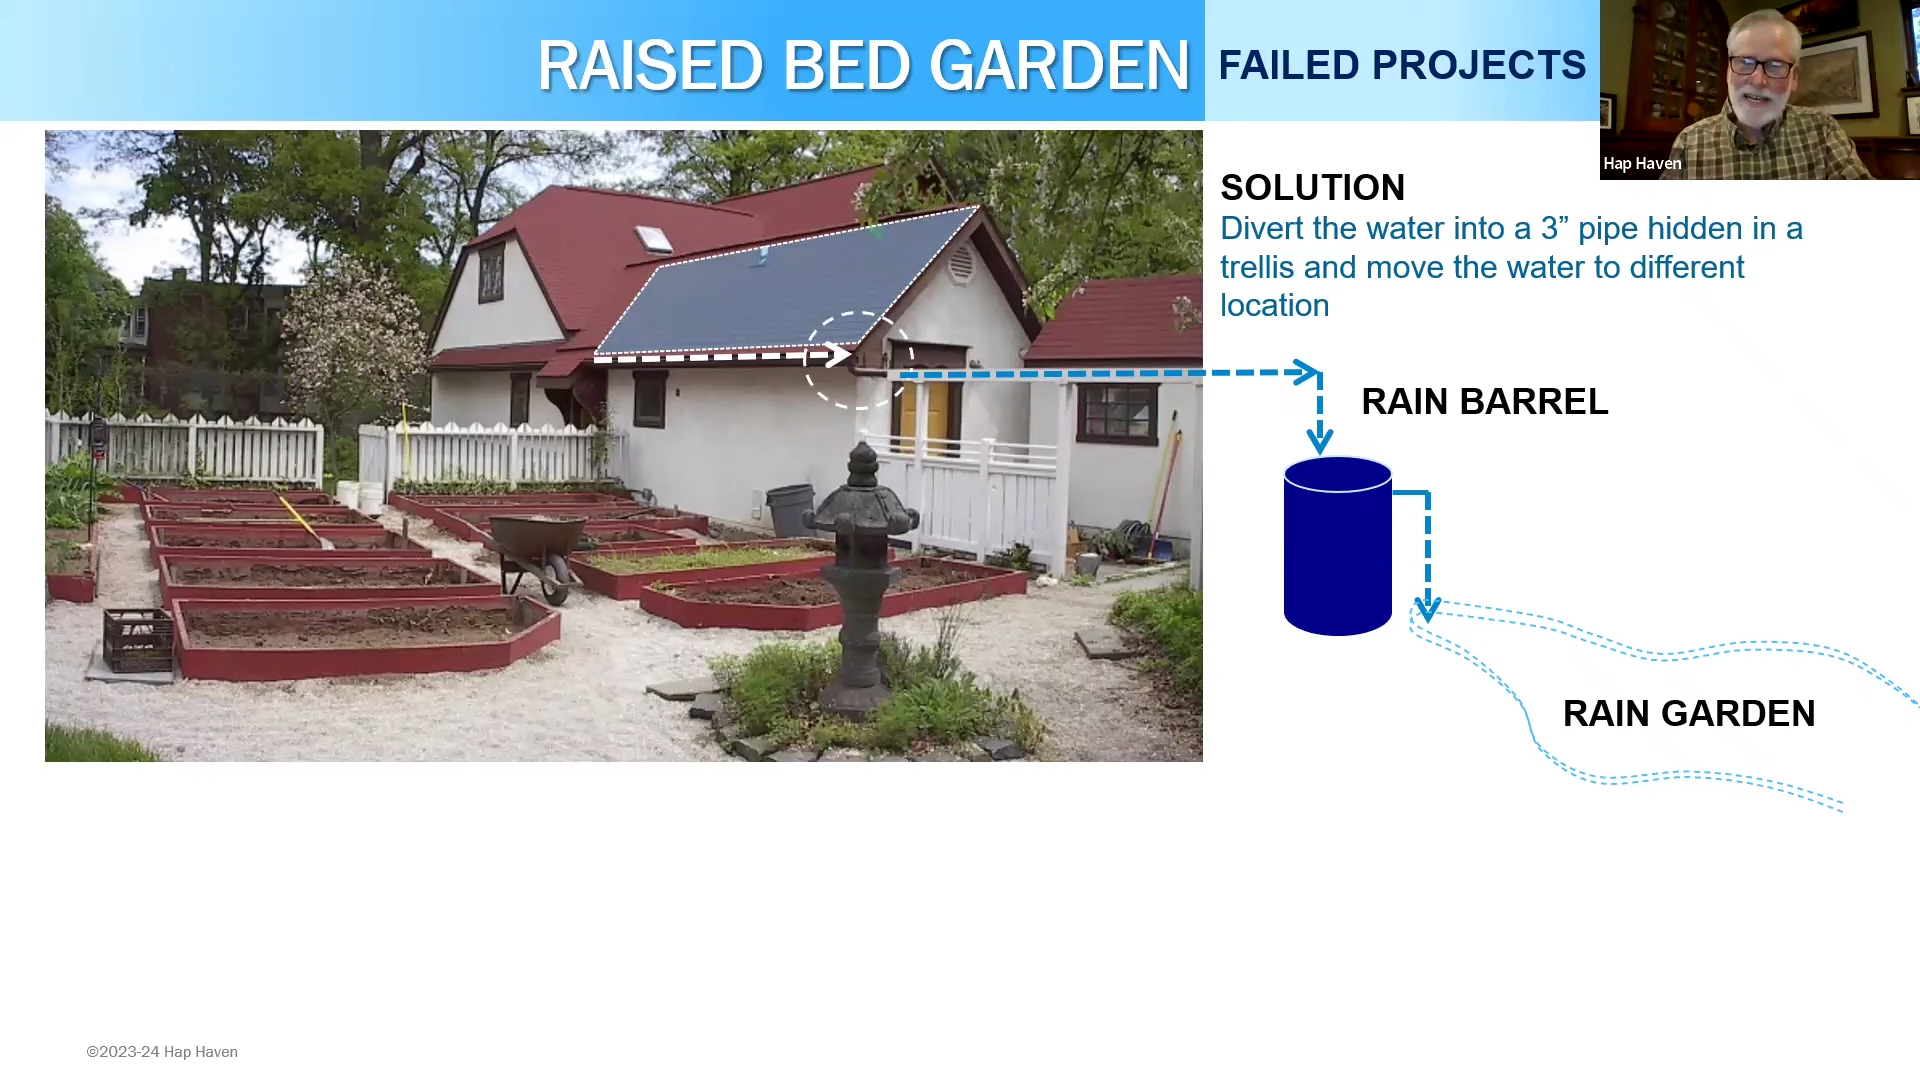 RAISED BED GARDEN
FAILED PROJECTS
Hap Haven
SOLUTION
Divert the water into a 3” pipe hidden in a
trellis and move the water to different
location
RAIN BARREL
RAIN GARDEN
©2023-24 Hap Haven